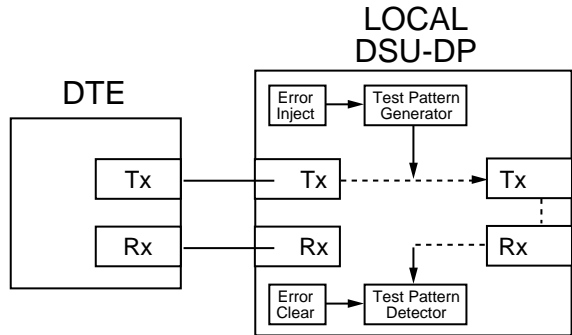 LOCAL
DSU-DP
DTE
Error
Inject
Test Pattern
Generator
Tx
Tx
Tx
Rx
Rx
Rx
Error
Clear
Test Pattern
Detector